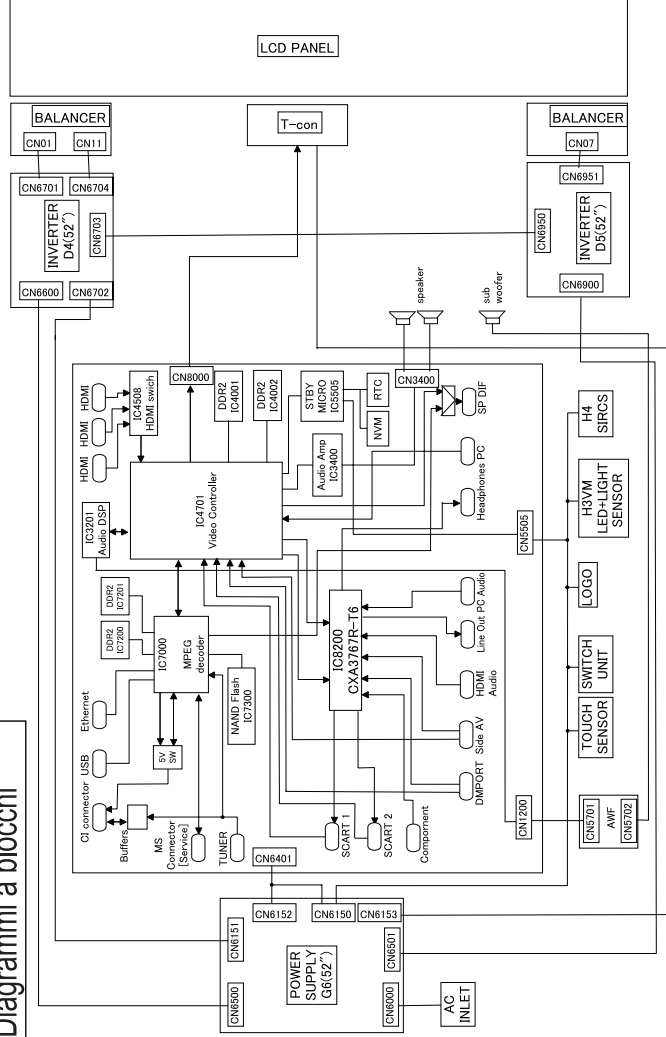 LCD PANEL
BALANCER
CN01
CN11
T-con
BALANCER
CN07
CN6701
CN6704
INVERTER
D4(52″)
CN6703
CN6600
CN6702
CN6951
CN6950
INVERTER
D5(52″)
CN6900
speaker
sub
woofer
HDMI
HDMI
HDMI
IC4508
HDMI swich
CN8000
DDR2
IC4001
DDR2
IC4002
STBY
MICRO
IC5505
RTC
NVM
CN3400
SP DIF
Audio Amp
IC3400
IC3201
Audio DSP
IC4701
Video Controller
Headphones
PC
CN5505
H4
SIRCS
H3VM
LED+LIGHT
SENSOR
LOGO
SWITCH
UNIT
TOUCH
SENSOR
DDR2
IC7201
DDR2
IC7200
IC7000
MPEG
decoder
NAND Flash
IC7300
Ethernet
USB
CI connector
5V
SW
Buffers
MS
Connector
[Service]
TUNER
IC8200
CXA3767R-T6
PC Audio
Line Out
HDMI
Audio
Side AV
DMPORT
Comporment
SCART 2
SCART 1
CN1200
CN5701
AWF
CN5702
CN6401
CN6152
CN6150
CN6153
CN6151
CN6500
POWER
SUPPLY
G6(52″)
CN6501
CN6000
AC
INLET
Diagrammi a blocchi